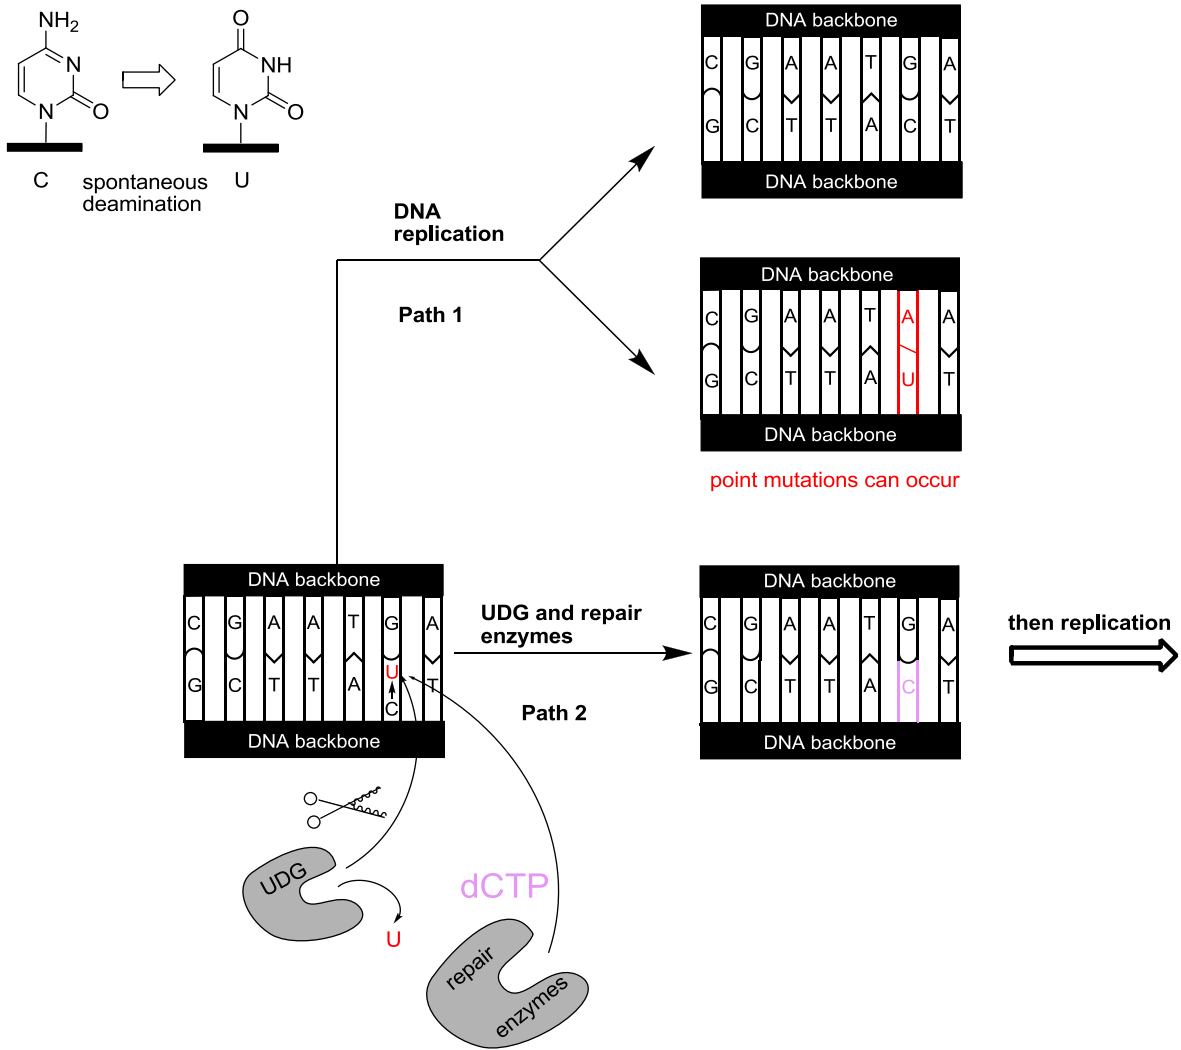 NH2
N
O
N
C
O
NH
O
N
U
spontaneous
deamination
DNA
replication
Path 1
DNA backbone
C G A A T G A
G C T T A C T
DNA backbone
DNA backbone
C G A A T A A
G C T T A U T
DNA backbone
point mutations can occur
DNA backbone
C G A A T G A
G C T T A U T
C
DNA backbone
UDG and repair
enzymes
Path 2
DNA backbone
C G A A T G A
G C T T A C T
DNA backbone
then replication
UDG
U
dCTP
repair
enzymes